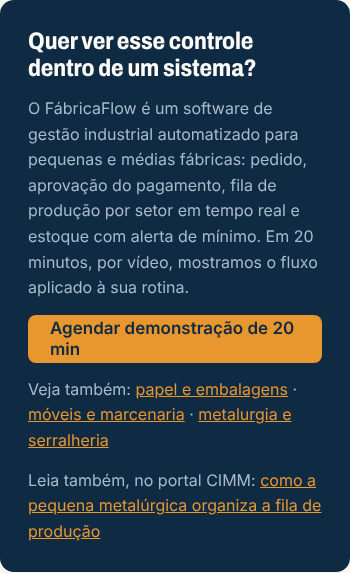 Quer ver esse controle
dentro de um sistema?
O FábricaFlow é um software de
gestão industrial automatizado para
pequenas e médias fábricas: pedido,
aprovação do pagamento, fila de
produção por setor em tempo real e
estoque com alerta de mínimo. Em 20
minutos, por vídeo, mostramos o fluxo
aplicado à sua rotina.
Agendar demonstração de 20
min
Veja também: papel e embalagens ·
móveis e marcenaria · metalurgia e
serralheria
Leia também, no portal CIMM: como a
pequena metalúrgica organiza a fila de
produção